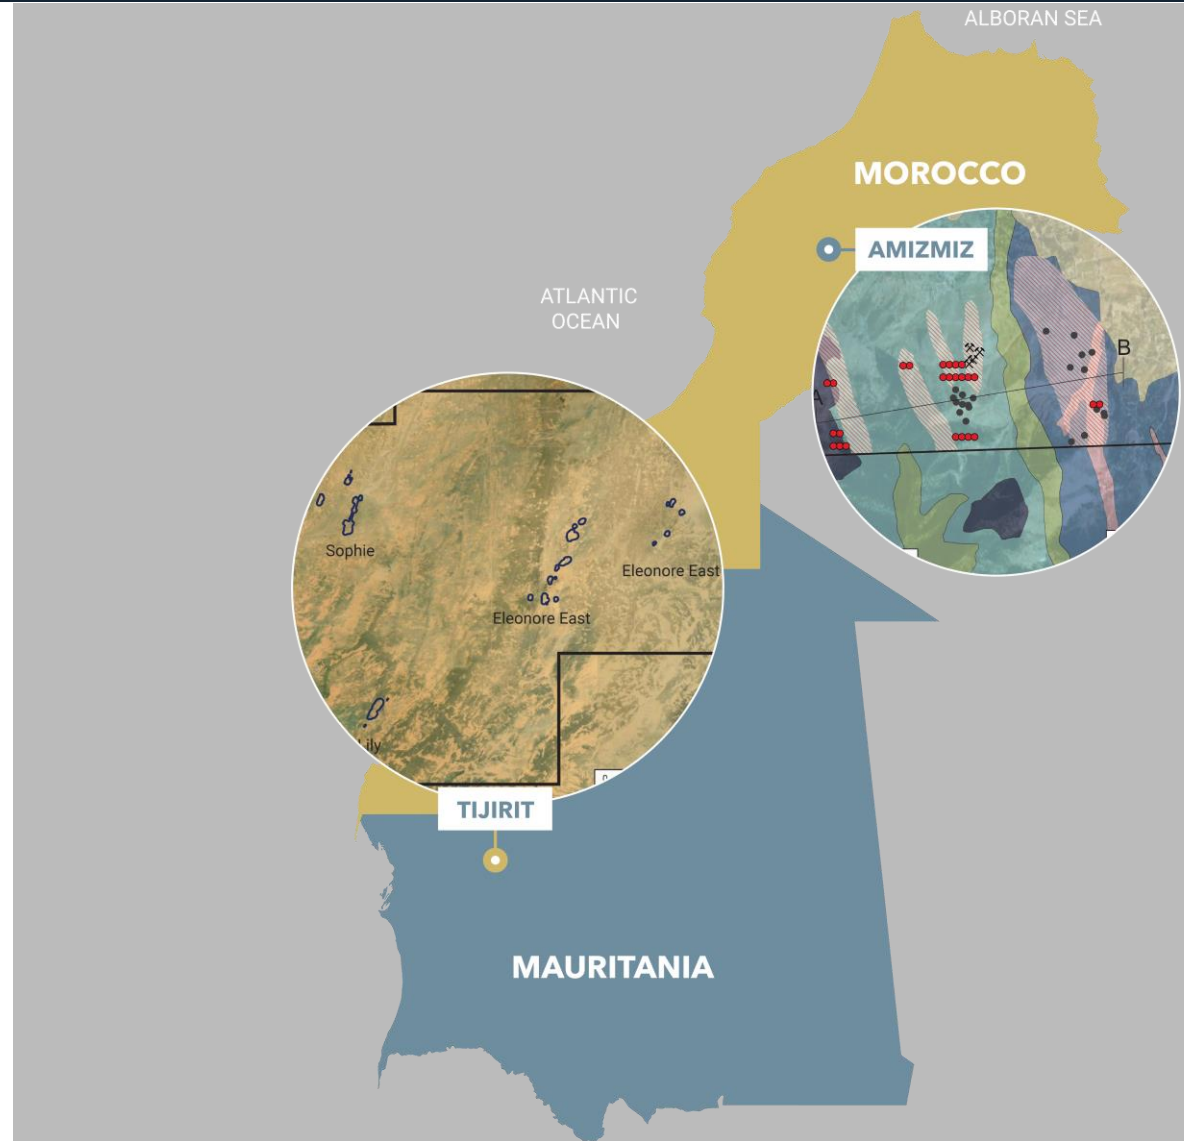 ALBORAN SEA
MOROCCO
AMIZMIZ
ATLANTIC
OCEAN
B
A
Sophie
Eleonore East
Eleonore East
TIJIRIT
MAURITANIA